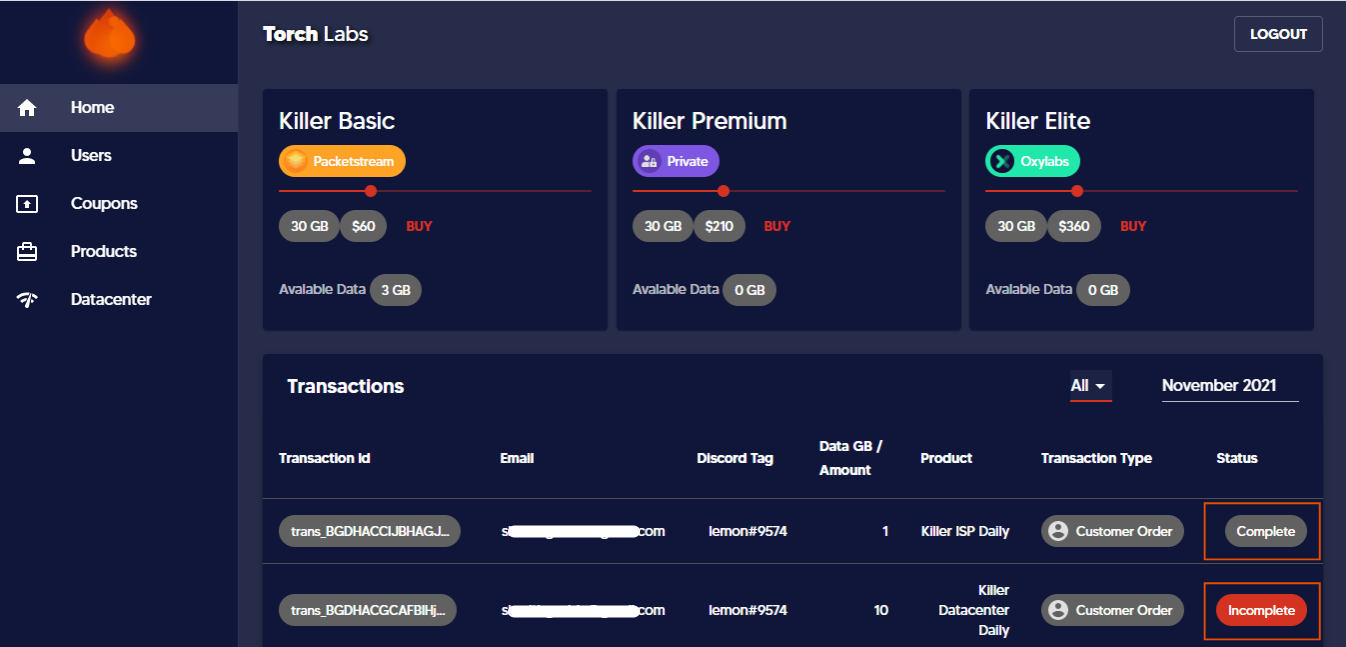 Torch Labs
LOGOUT
Home
Users
Coupons
Products
Datacenter
Killer Basic
Packetstream
30 GB $60 BUY
Avalable Data 3 GB
Killer Premium
Private
30 GB $210 BUY
Avalable Data 0 GB
Killer Elite
Oxylabs
30 GB $360 BUY
Avalable Data 0 GB
Transactions
All
November 2021
Transaction Id Email Discord Tag Data GB / Amount Product Transaction Type Status
trans_BGDHACCIJBHAGJ... com lemon#9574 1 Killer ISP Daily Customer Order Complete
trans_BGDHACGCAFBIHj... com lemon#9574 10 Killer Datacenter Daily Customer Order Incomplete